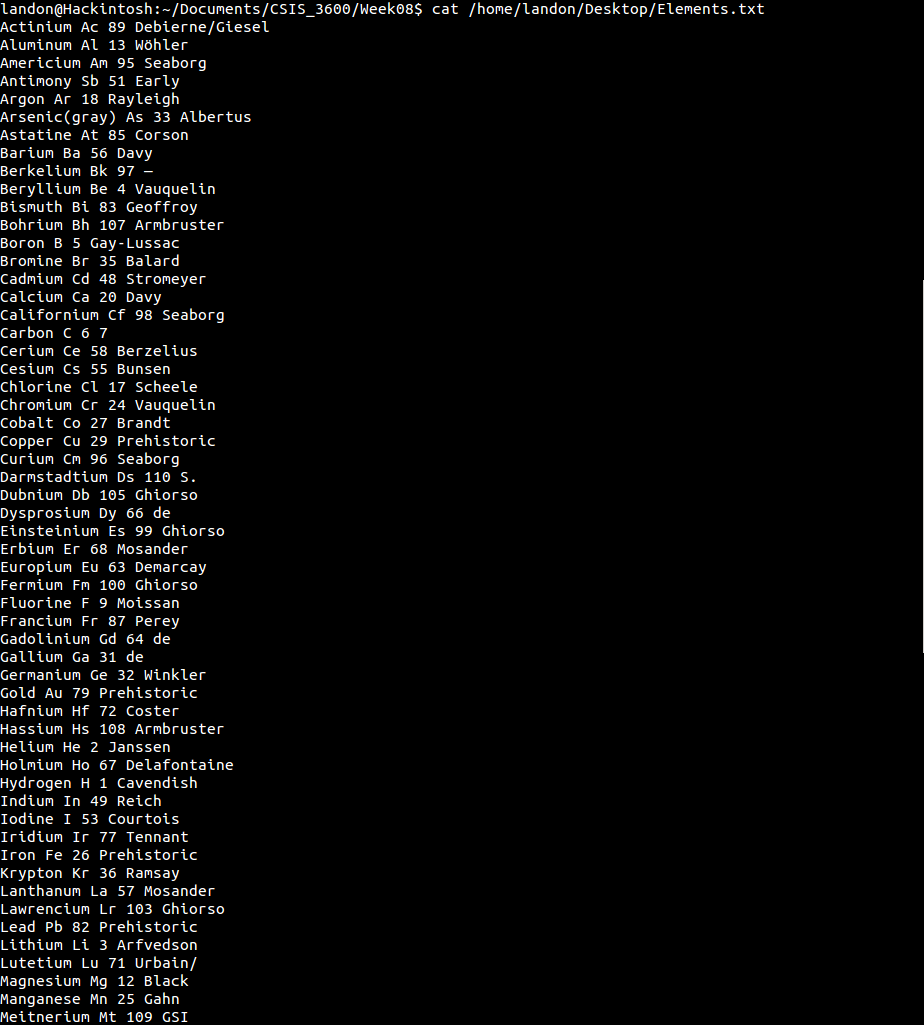 landon@Hackintosh:~/Documents/CSIS_3600/Week08$ cat /home/landon/Desktop/Elements.txt
Actinium Ac 89 Debierne/Giesel
Aluminum Al 13 Wöhler
Americium Am 95 Seaborg
Antimony Sb 51 Early
Argon Ar 18 Rayleigh
Arsenic(gray) As 33 Albertus
Astatine At 85 Corson
Barium Ba 56 Davy
Berkelium Bk 97 —
Beryllium Be 4 Vauquelin
Bismuth Bi 83 Geoffroy
Bohrium Bh 107 Armbruster
Boron B 5 Gay-Lussac
Bromine Br 35 Balard
Cadmium Cd 48 Stromeyer
Calcium Ca 20 Davy
Californium Cf 98 Seaborg
Carbon C 6 7
Cerium Ce 58 Berzelius
Cesium Cs 55 Bunsen
Chlorine Cl 17 Scheele
Chromium Cr 24 Vauquelin
Cobalt Co 27 Brandt
Copper Cu 29 Prehistoric
Curium Cm 96 Seaborg
Darmstadtium Ds 110 S.
Dubnium Db 105 Ghiorso
Dysprosium Dy 66 de
Einsteinium Es 99 Ghiorso
Erbium Er 68 Mosander
Europium Eu 63 Demarcay
Fermium Fm 100 Ghiorso
Fluorine F 9 Moissan
Francium Fr 87 Perey
Gadolinium Gd 64 de
Gallium Ga 31 de
Germanium Ge 32 Winkler
Gold Au 79 Prehistoric
Hafnium Hf 72 Coster
Hassium Hs 108 Armbruster
Helium He 2 Janssen
Holmium Ho 67 Delafontaine
Hydrogen H 1 Cavendish
Indium In 49 Reich
Iodine I 53 Courtois
Iridium Ir 77 Tennant
Iron Fe 26 Prehistoric
Krypton Kr 36 Ramsay
Lanthanum La 57 Mosander
Lawrencium Lr 103 Ghiorso
Lead Pb 82 Prehistoric
Lithium Li 3 Arfvedson
Lutetium Lu 71 Urbain/
Magnesium Mg 12 Black
Manganese Mn 25 Gahn
Meitnerium Mt 109 GSI